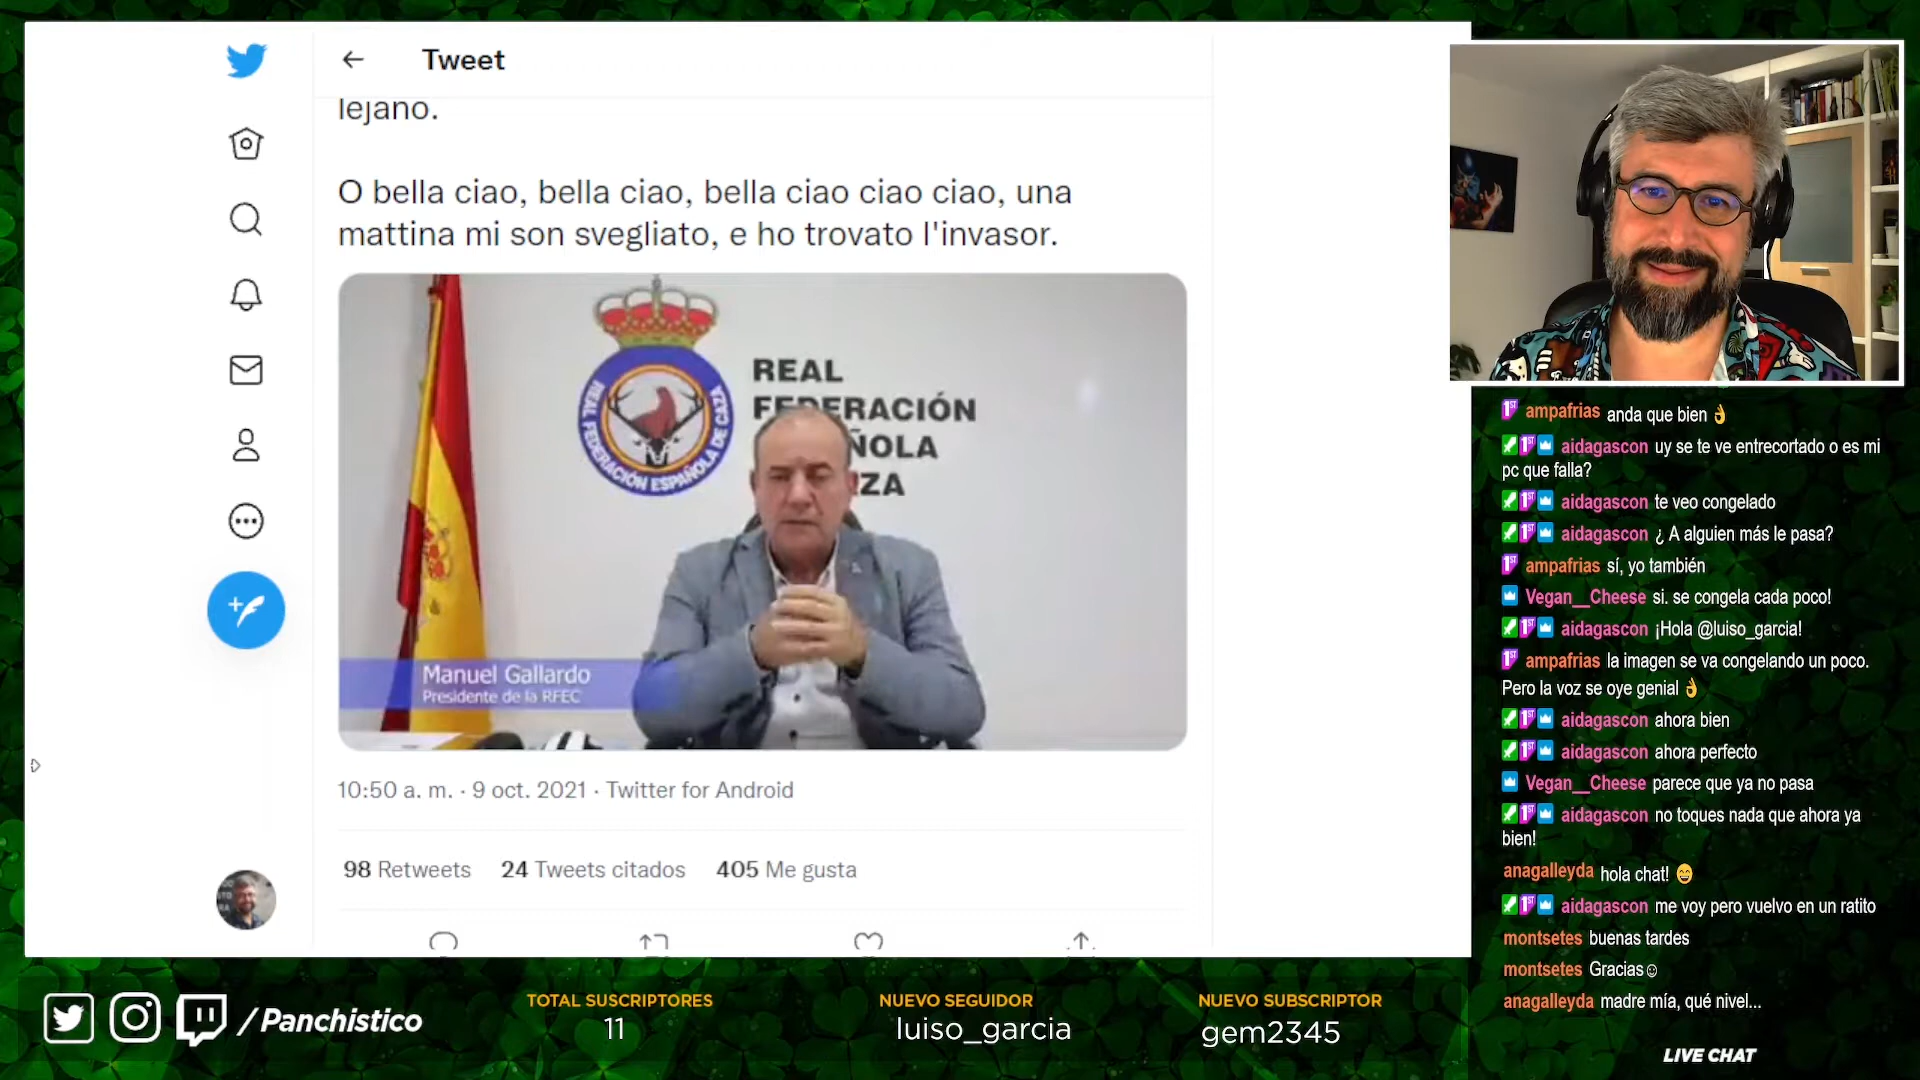 Tweet
lejano.
O bella ciao, bella ciao, bella ciao ciao ciao, una
mattina mi son svegliato, e ho trovato l'invasor.
REAL FEDERACIÓN ESPAÑOLA DE CAZA
REAL
FEDERACIÓN
ÑOLA
ZA
Manuel Gallardo
Presidente de la RFEC
10:50 a. m. · 9 oct. 2021 · Twitter for Android
98 Retweets 24 Tweets citados 405 Me gusta
ampafrias anda que bien 👌
aidagascon uy se te ve entrecortado o es mi
pc que falla?
aidagascon te veo congelado
aidagascon ¿ A alguien más le pasa?
ampafrias sí, yo también
Vegan__Cheese si. se congela cada poco!
aidagascon ¡Hola @luiso_garcia!
ampafrias la imagen se va congelando un poco.
Pero la voz se oye genial 👌
aidagascon ahora bien
aidagascon ahora perfecto
Vegan__Cheese parece que ya no pasa
aidagascon no toques nada que ahora ya
bien!
anagalleyda hola chat! 😄
aidagascon me voy pero vuelvo en un ratito
montsetes buenas tardes
montsetes Gracias☺
anagalleyda madre mía, qué nivel...
LIVE CHAT
/Panchistico
TOTAL SUSCRIPTORES
11
NUEVO SEGUIDOR
luiso_garcia
NUEVO SUBSCRIPTOR
gem2345